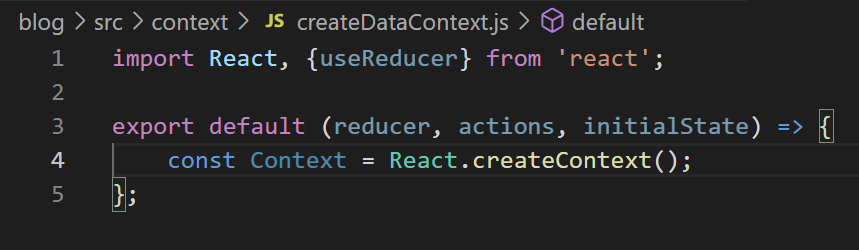 blog > src > context > JS createDataContext.js > default
1 import React, {useReducer} from 'react';
2
3 export default (reducer, actions, initialState) => {
4     const Context = React.createContext();
5 };